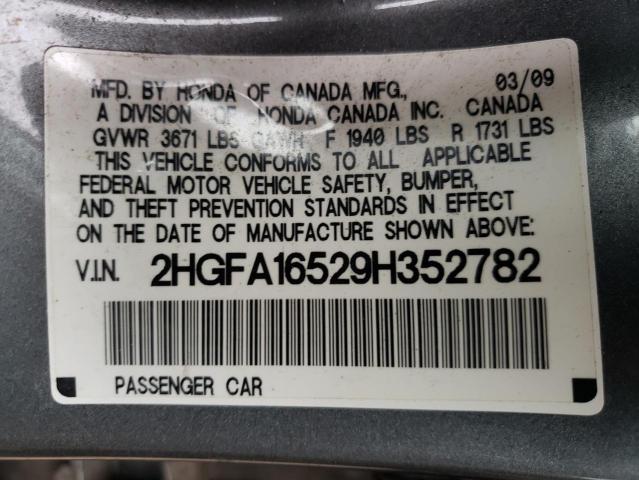 MFD. BY HONDA OF CANADA MFG., 03/09
A DIVISION OF HONDA CANADA INC. CANADA
GVWR 3671 LBS GAWR F 1940 LBS R 1731 LBS
THIS VEHICLE CONFORMS TO ALL APPLICABLE
FEDERAL MOTOR VEHICLE SAFETY, BUMPER,
AND THEFT PREVENTION STANDARDS IN EFFECT
ON THE DATE OF MANUFACTURE SHOWN ABOVE:
V.I.N. 2HGFA16529H352782
PASSENGER CAR